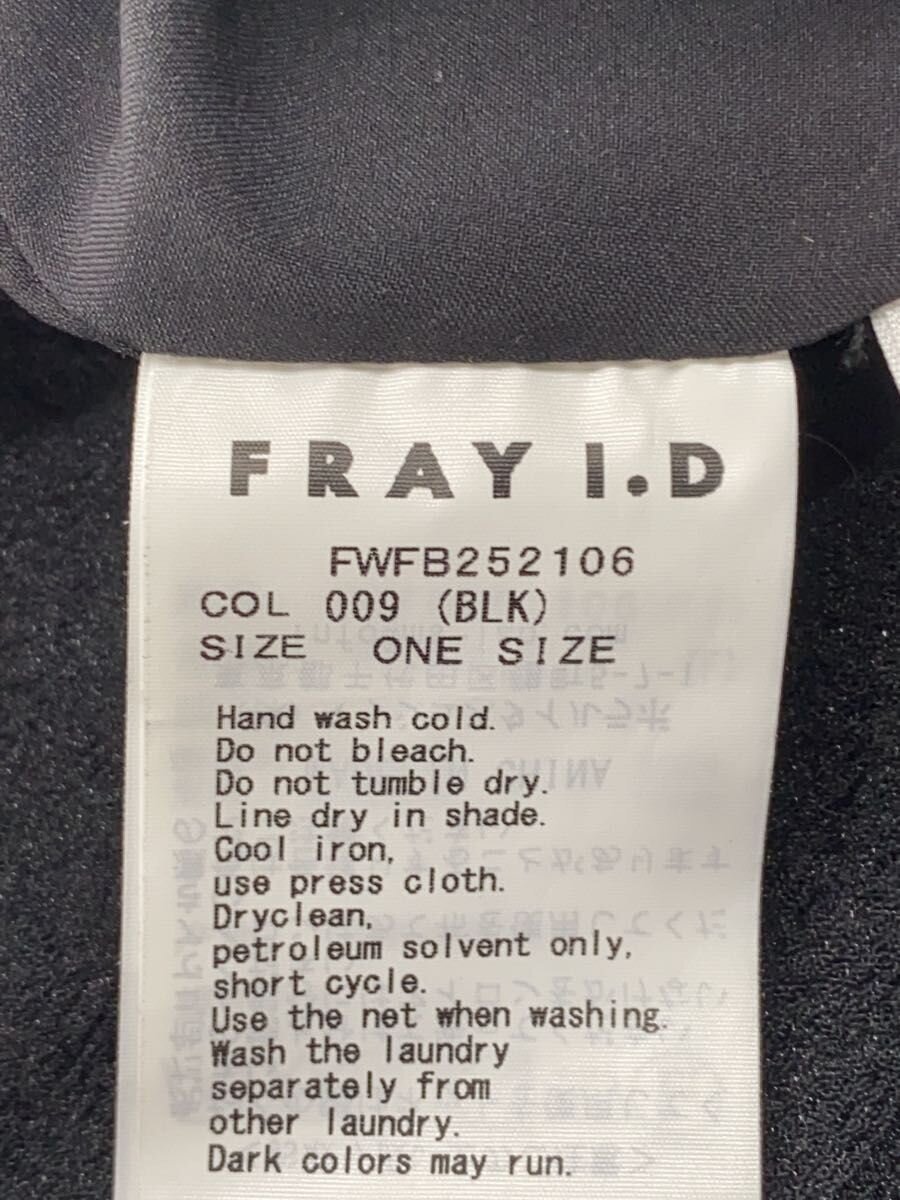 FRAY I.D
FWFB252106
COL 009 (BLK)
SIZE ONE SIZE
Hand wash cold.
Do not bleach.
Do not tumble dry.
Line dry in shade.
Cool iron,
use press cloth.
Dryclean,
petroleum solvent only,
short cycle.
Use the net when washing.
Wash the laundry
separately from
other laundry.
Dark colors may run.